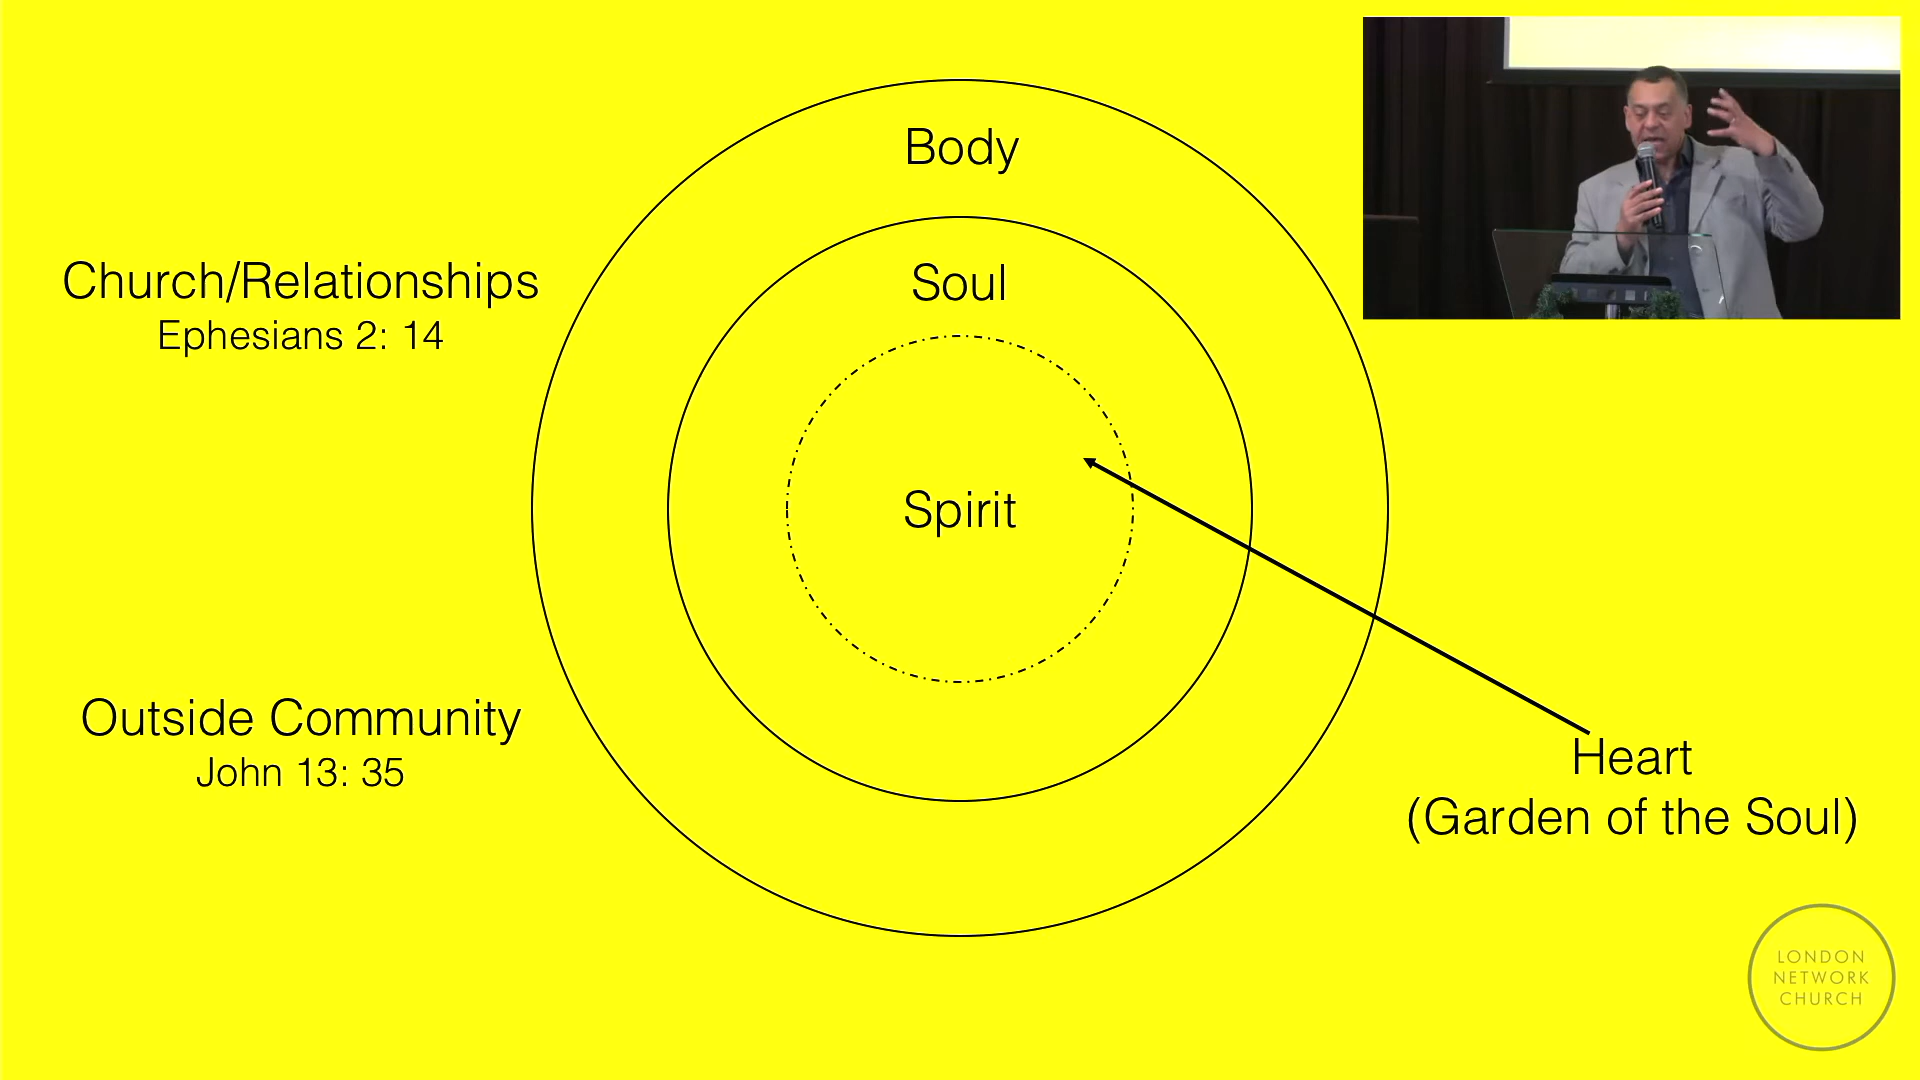 Body
Soul
Spirit
Church/Relationships
Ephesians 2: 14
Outside Community
John 13: 35
Heart
(Garden of the Soul)
LONDON
NETWORK
CHURCH